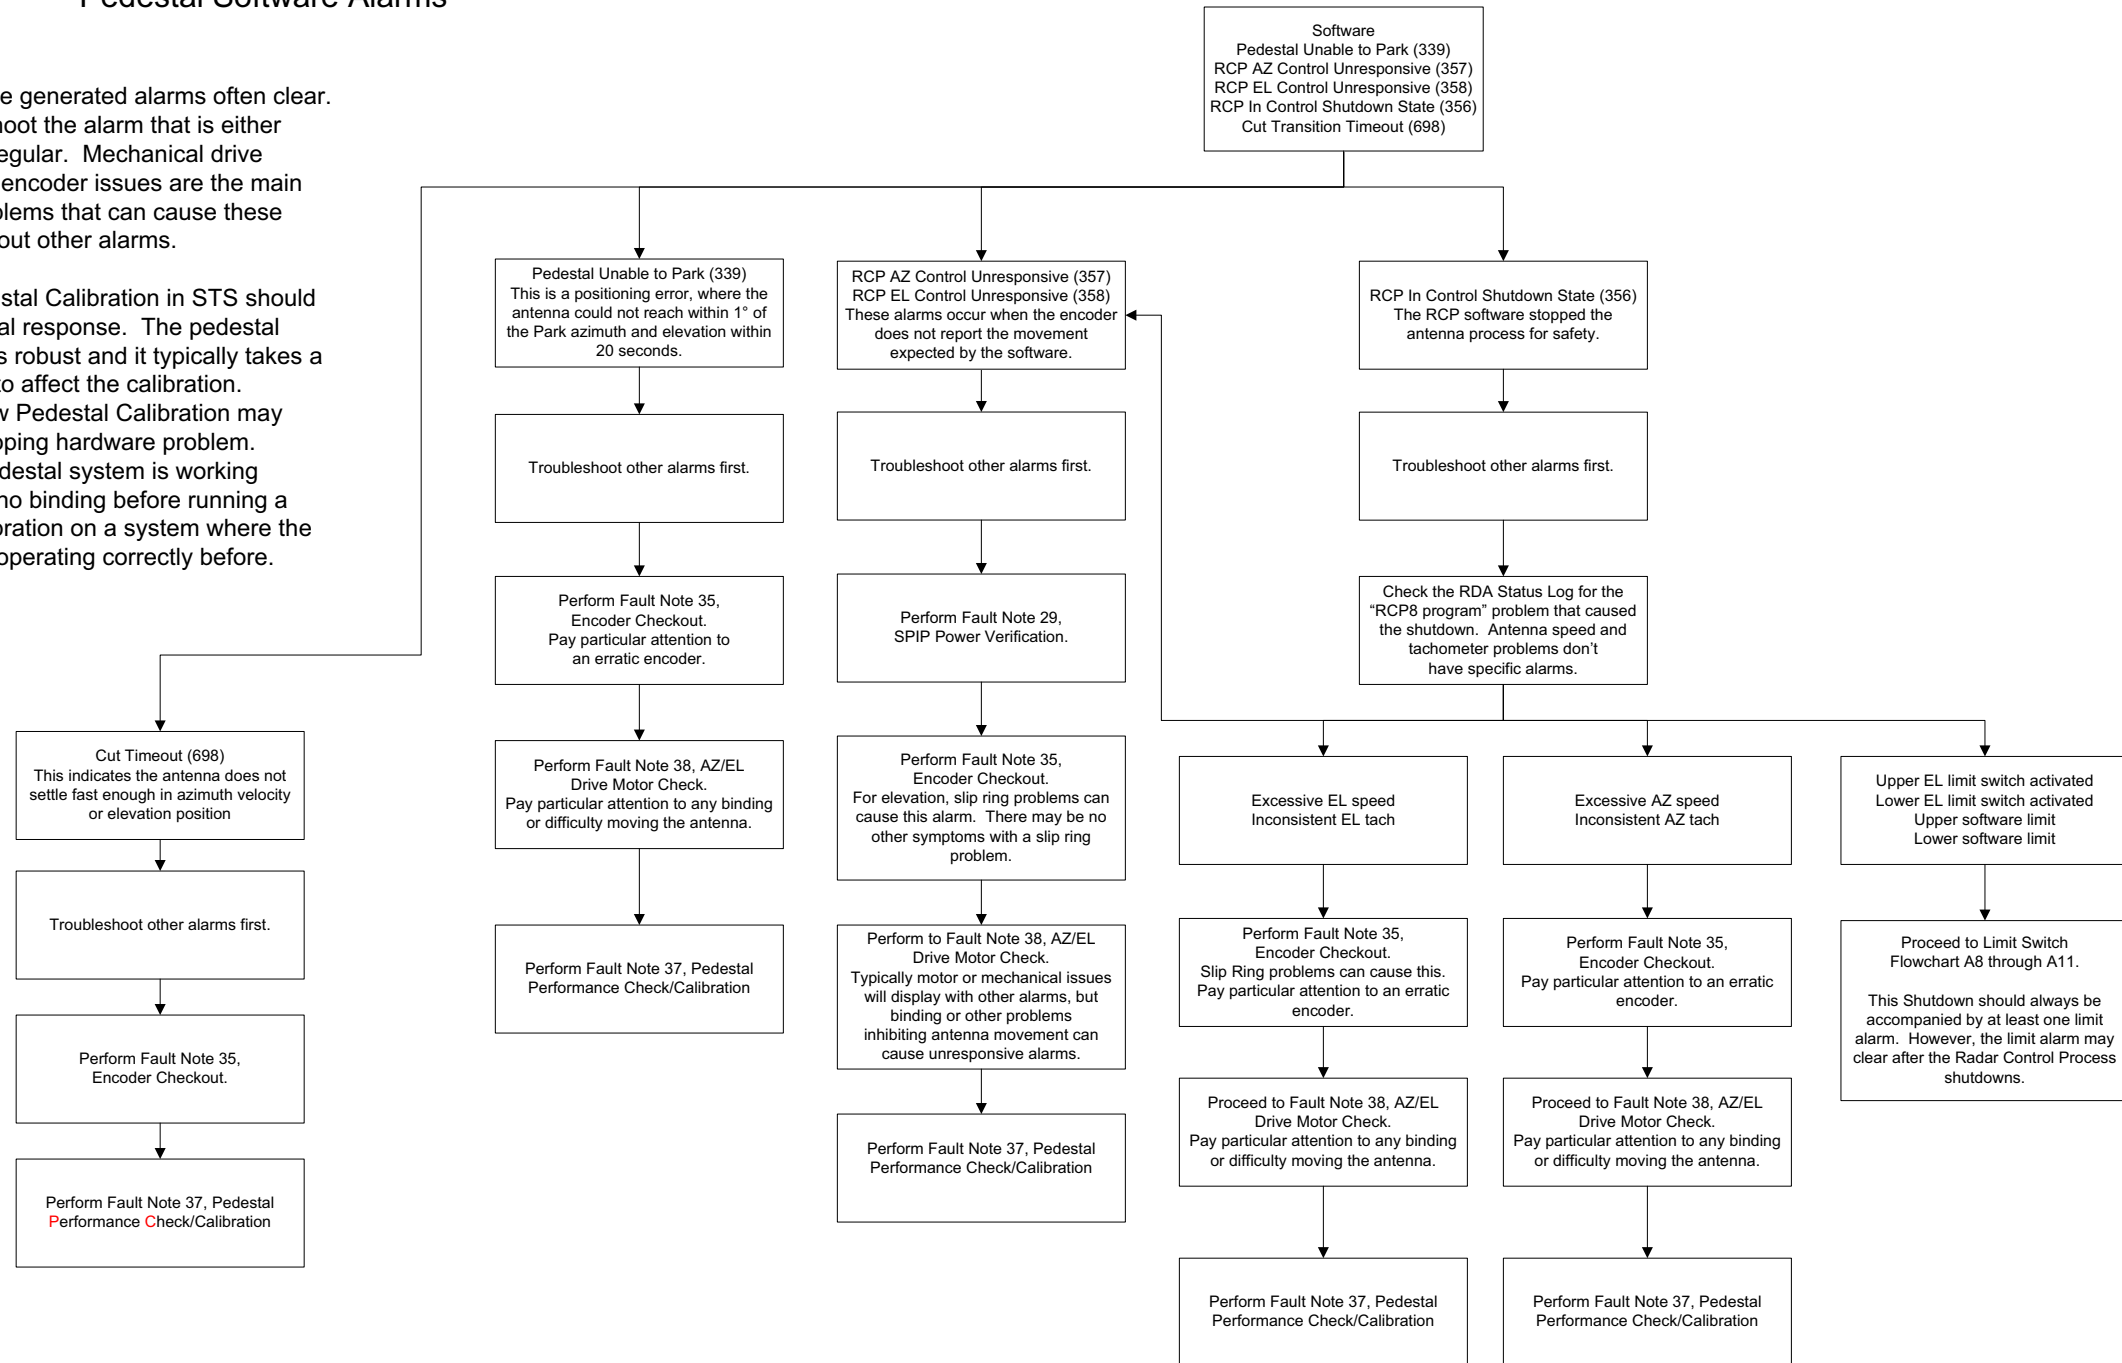 Pedestal Software Alarms
generated alarms often clear.
the alarm that is either
Mechanical drive
encoder issues are the main
that can cause these
other alarms.
Calibration in STS should
response. The pedestal
robust and it typically takes a
to affect the calibration.
Pedestal Calibration may
hardware problem.
system is working
no binding before running a
on a system where the
operating correctly before.
Software
Pedestal Unable to Park (339)
RCP AZ Control Unresponsive (357)
RCP EL Control Unresponsive (358)
RCP In Control Shutdown State (356)
Cut Transition Timeout (698)
Cut Timeout (698)
This indicates the antenna does not
settle fast enough in azimuth velocity
or elevation position
Troubleshoot other alarms first.
Perform Fault Note 35,
Encoder Checkout.
Perform Fault Note 37, Pedestal
Performance Check/Calibration
Pedestal Unable to Park (339)
This is a positioning error, where the
antenna could not reach within 1° of
the Park azimuth and elevation within
20 seconds.
Troubleshoot other alarms first.
Perform Fault Note 35,
Encoder Checkout.
Pay particular attention to
an erratic encoder.
Perform Fault Note 38, AZ/EL
Drive Motor Check.
Pay particular attention to any binding
or difficulty moving the antenna.
Perform Fault Note 37, Pedestal
Performance Check/Calibration
RCP AZ Control Unresponsive (357)
RCP EL Control Unresponsive (358)
These alarms occur when the encoder
does not report the movement
expected by the software.
Troubleshoot other alarms first.
Perform Fault Note 29,
SPIP Power Verification.
Perform Fault Note 35,
Encoder Checkout.
For elevation, slip ring problems can
cause this alarm. There may be no
other symptoms with a slip ring
problem.
Perform to Fault Note 38, AZ/EL
Drive Motor Check.
Typically motor or mechanical issues
will display with other alarms, but
binding or other problems
inhibiting antenna movement can
cause unresponsive alarms.
Perform Fault Note 37, Pedestal
Performance Check/Calibration
RCP In Control Shutdown State (356)
The RCP software stopped the
antenna process for safety.
Troubleshoot other alarms first.
Check the RDA Status Log for the
“RCP8 program” problem that caused
the shutdown. Antenna speed and
tachometer problems don’t
have specific alarms.
Excessive EL speed
Inconsistent EL tach
Perform Fault Note 35,
Encoder Checkout.
Slip Ring problems can cause this.
Pay particular attention to an erratic
encoder.
Proceed to Fault Note 38, AZ/EL
Drive Motor Check.
Pay particular attention to any binding
or difficulty moving the antenna.
Perform Fault Note 37, Pedestal
Performance Check/Calibration
Excessive AZ speed
Inconsistent AZ tach
Perform Fault Note 35,
Encoder Checkout.
Pay particular attention to an erratic
encoder.
Proceed to Fault Note 38, AZ/EL
Drive Motor Check.
Pay particular attention to any binding
or difficulty moving the antenna.
Perform Fault Note 37, Pedestal
Performance Check/Calibration
Upper EL limit switch activated
Lower EL limit switch activated
Upper software limit
Lower software limit
Proceed to Limit Switch
Flowchart A8 through A11.
This Shutdown should always be
accompanied by at least one limit
alarm. However, the limit alarm may
clear after the Radar Control Process
shutdowns.